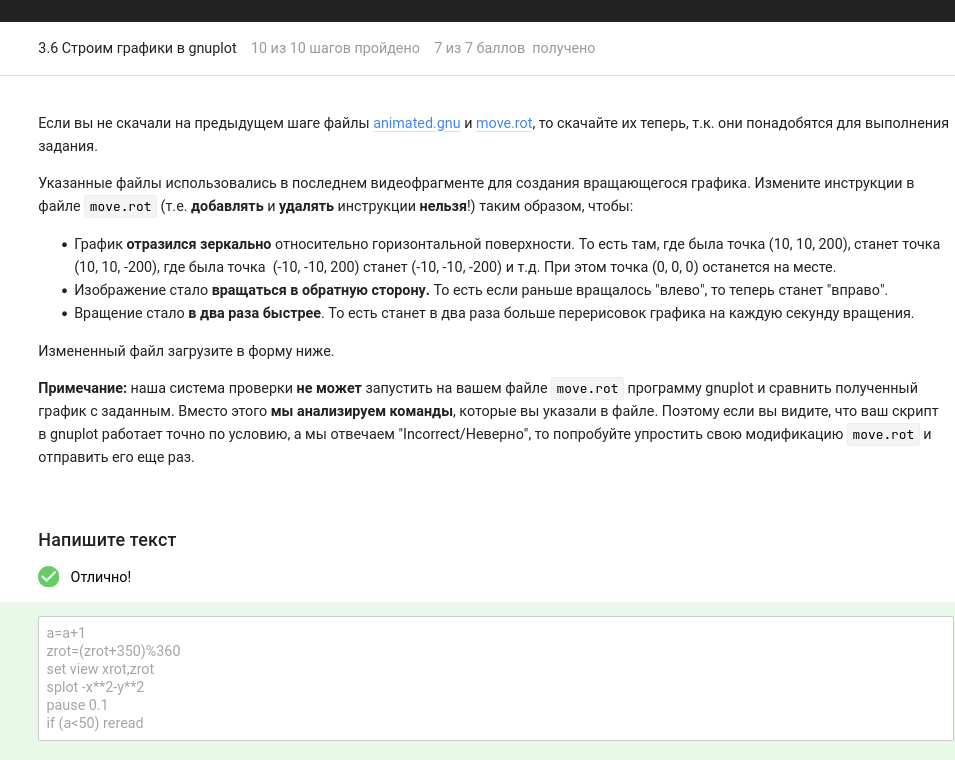 3.6 Строим графики в gnuplot 10 из 10 шагов пройдено 7 из 7 баллов получено
Если вы не скачали на предыдущем шаге файлы animated.gnu и move.rot, то скачайте их теперь, т.к. они понадобятся для выполнения
задания.
Указанные файлы использовались в последнем видеофрагменте для создания вращающегося графика. Измените инструкции в
файле move.rot (т.е. добавлять и удалять инструкции нельзя!) таким образом, чтобы:
• График отразился зеркально относительно горизонтальной поверхности. То есть там, где была точка (10, 10, 200), станет точка
(10, 10, -200), где была точка (-10, -10, 200) станет (-10, -10, -200) и т.д. При этом точка (0, 0, 0) останется на месте.
• Изображение стало вращаться в обратную сторону. То есть если раньше вращалось "влево", то теперь станет "вправо".
• Вращение стало в два раза быстрее. То есть станет в два раза больше перерисовок графика на каждую секунду вращения.
Измененный файл загрузите в форму ниже.
Примечание: наша система проверки не может запустить на вашем файле move.rot программу gnuplot и сравнить полученный
график с заданным. Вместо этого мы анализируем команды, которые вы указали в файле. Поэтому если вы видите, что ваш скрипт
в gnuplot работает точно по условию, а мы отвечаем "Incorrect/Неверно", то попробуйте упростить свою модификацию move.rot и
отправить его еще раз.
Напишите текст
Отлично!
a=a+1
zrot=(zrot+350)%360
set view xrot,zrot
splot -x**2-y**2
pause 0.1
if (a<50) reread